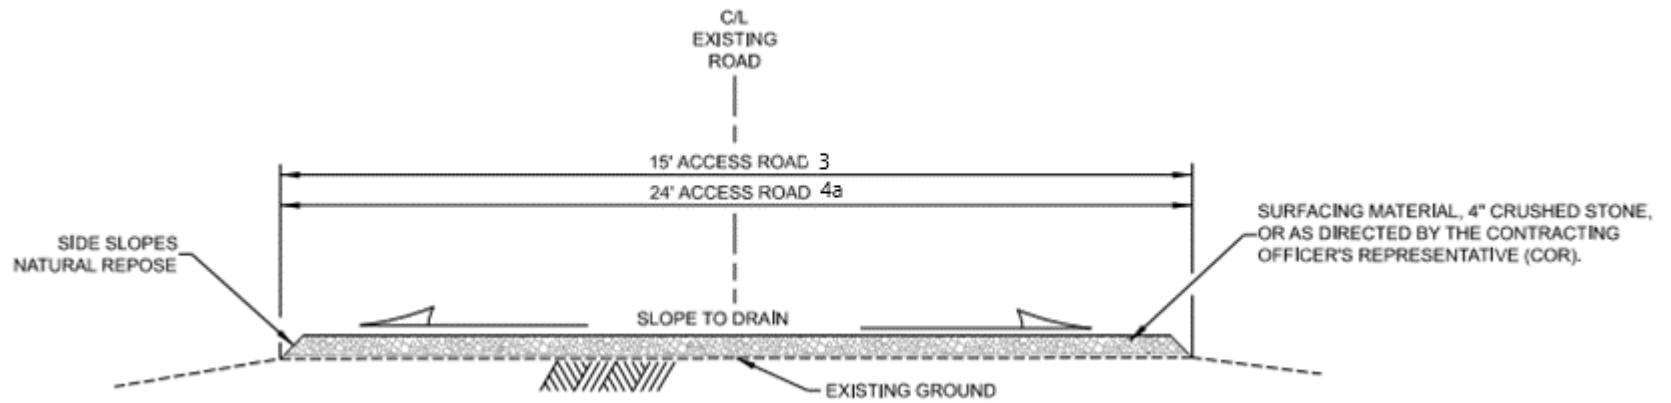 C/L
EXISTING
ROAD
15' ACCESS ROAD 3
24' ACCESS ROAD 4a
SURFACING MATERIAL, 4" CRUSHED STONE,
OR AS DIRECTED BY THE CONTRACTING
OFFICER'S REPRESENTATIVE (COR).
SIDE SLOPES
NATURAL REPOSE
SLOPE TO DRAIN
EXISTING GROUND